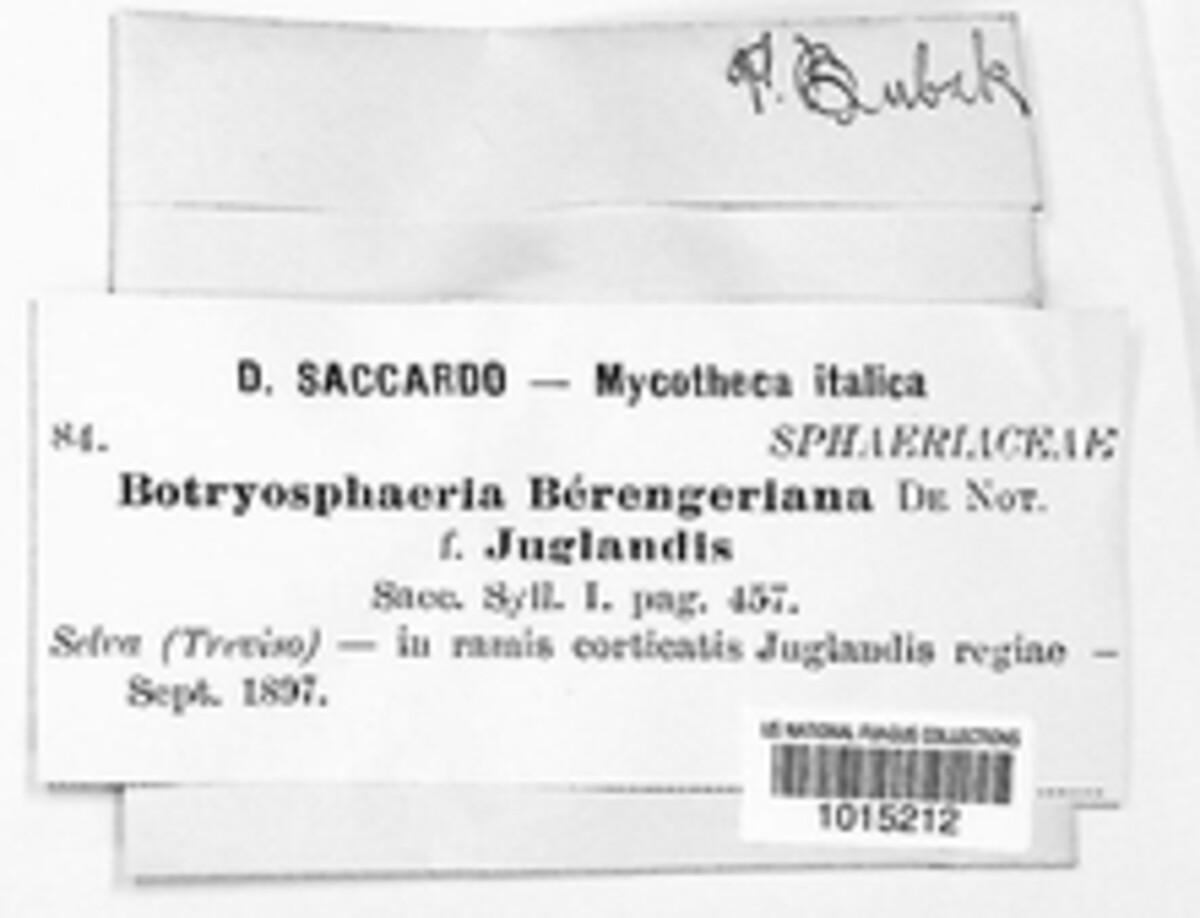 P. Bubák
D. SACCARDO — Mycotheca italica
84.
SPHAERIACEAE
Botryosphaeria Bérengeriana DE NOT.
f. Juglandis
Sacc. Syll. I. pag. 457.
Selva (Treviso) — in ramis corticatis Juglandis regiae —
Sept. 1897.
US NATIONAL FUNGUS COLLECTIONS
1015212